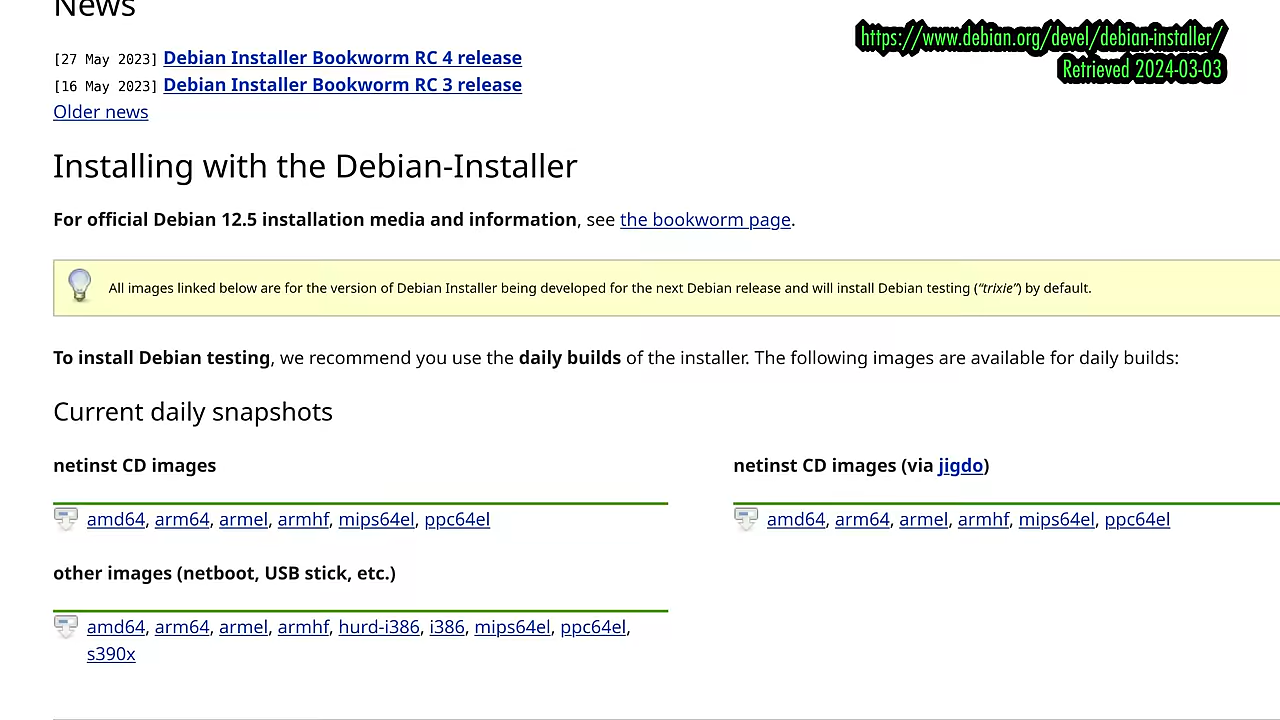 News
https://www.debian.org/devel/debian-installer/
Retrieved 2024-03-03
[27 May 2023] Debian Installer Bookworm RC 4 release
[16 May 2023] Debian Installer Bookworm RC 3 release
Older news
Installing with the Debian-Installer
For official Debian 12.5 installation media and information, see the bookworm page.
All images linked below are for the version of Debian Installer being developed for the next Debian release and will install Debian testing (“trixie”) by default.
To install Debian testing, we recommend you use the daily builds of the installer. The following images are available for daily builds:
Current daily snapshots
netinst CD images
amd64, arm64, armel, armhf, mips64el, ppc64el
netinst CD images (via jigdo)
amd64, arm64, armel, armhf, mips64el, ppc64el
other images (netboot, USB stick, etc.)
amd64, arm64, armel, armhf, hurd-i386, i386, mips64el, ppc64el,
s390x